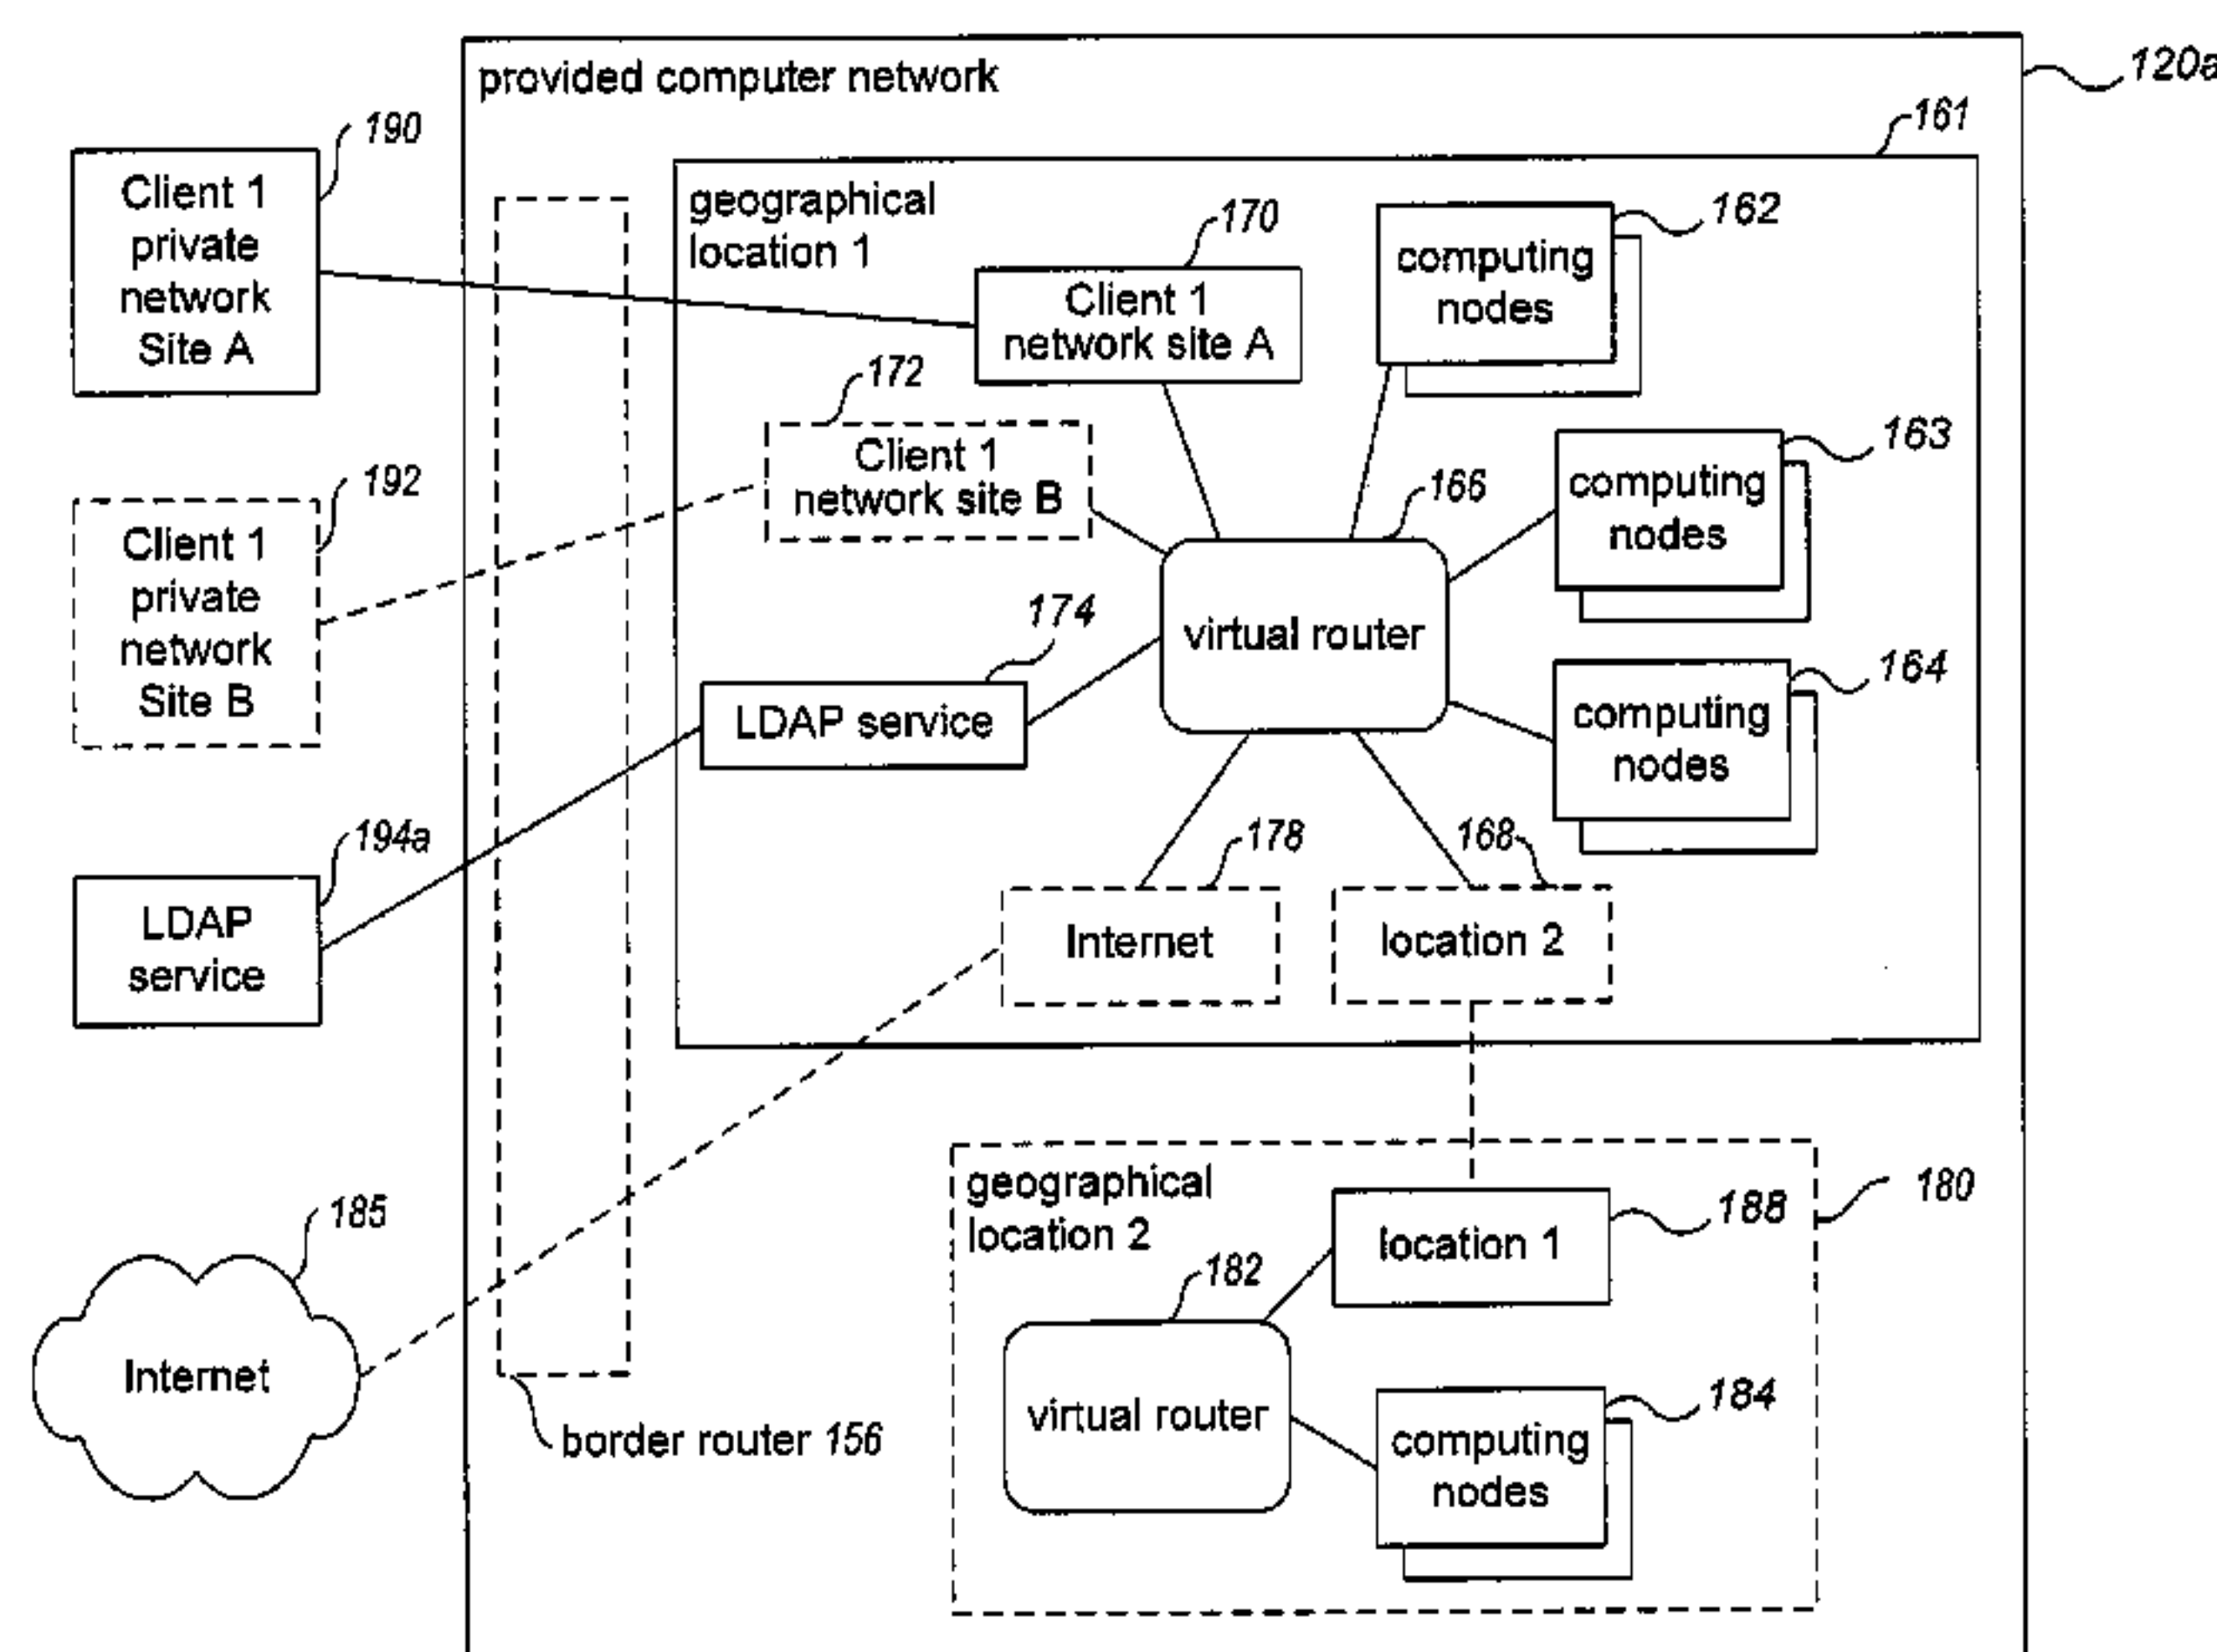 provided computer network
120a
161
190
Client 1
private
network
Site A
geographical
location 1
170
Client 1
network site A
162
computing
nodes
172
Client 1
network site B
163
computing
nodes
192
Client 1
private
network
Site B
166
virtual router
174
LDAP service
164
computing
nodes
194a
LDAP
service
178
Internet
168
location 2
185
Internet
border router 156
geographical
location 2
180
188
location 1
182
virtual router
184
computing
nodes